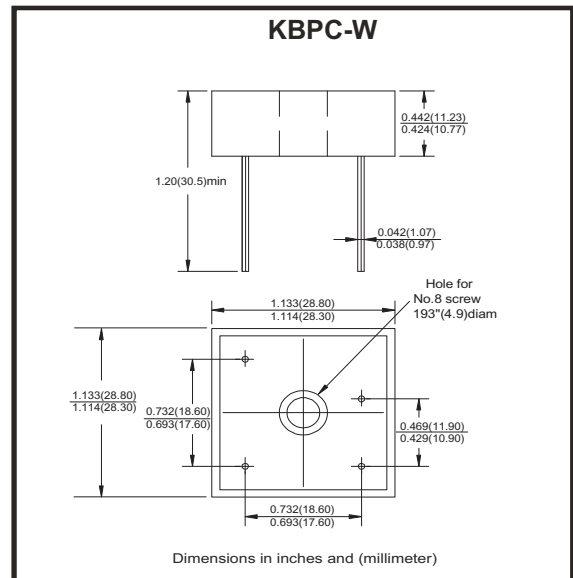 KBPC-W
0.442(11.23)
0.424(10.77)
1.20(30.5)min
0.042(1.07)
0.038(0.97)
Hole for
No.8 screw
193"(4.9)diam
1.133(28.80)
1.114(28.30)
1.133(28.80)
1.114(28.30)
0.732(18.60)
0.693(17.60)
0.469(11.90)
0.429(10.90)
0.732(18.60)
0.693(17.60)
Dimensions in inches and (millimeter)